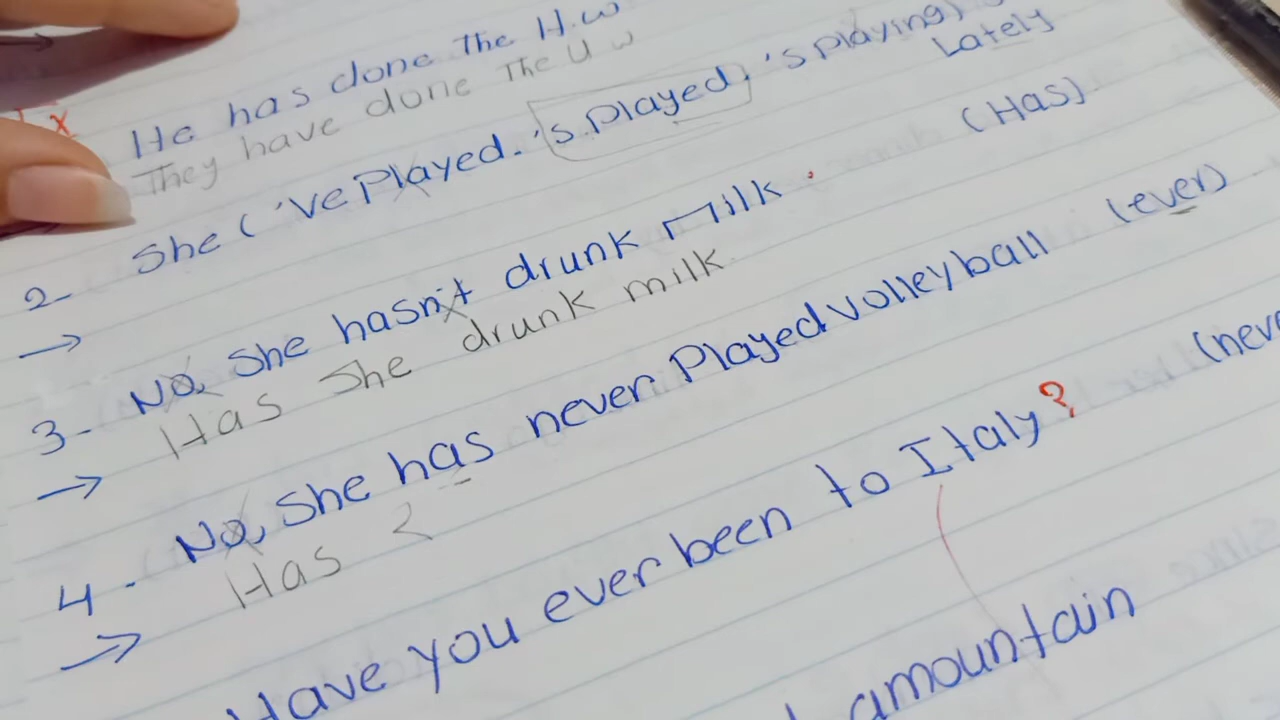 He has done The H.w
They have done The U w
2- She ('ve Played. 's Played, 's Playing) Lately
3- No, She hasn't drunk Milk. (Has)
Has She drunk milk
4- No, She has never Played volleyball (ever)
Has
Have you ever been to Italy? (neve
amountain